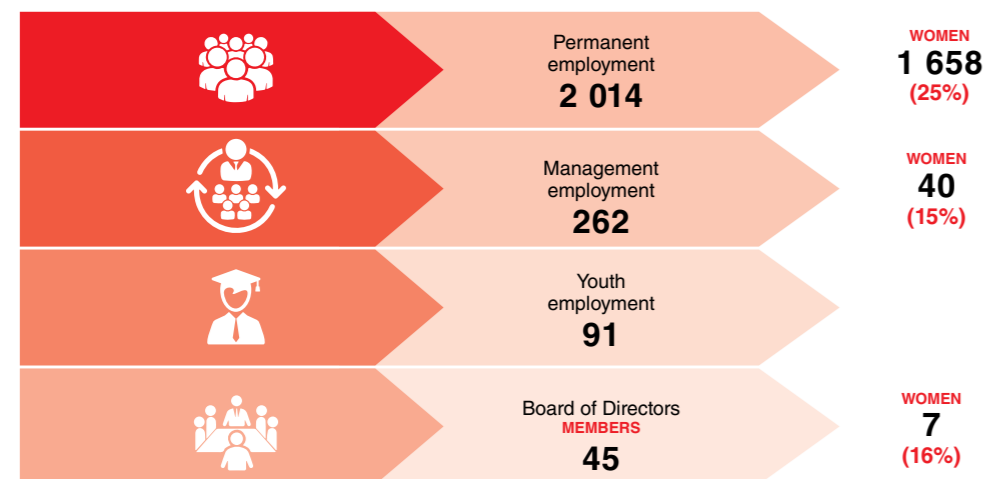 Permanent
employment
2 014
WOMEN
1 658
(25%)
Management
employment
262
WOMEN
40
(15%)
Youth
employment
91
Board of Directors
MEMBERS
45
WOMEN
7
(16%)